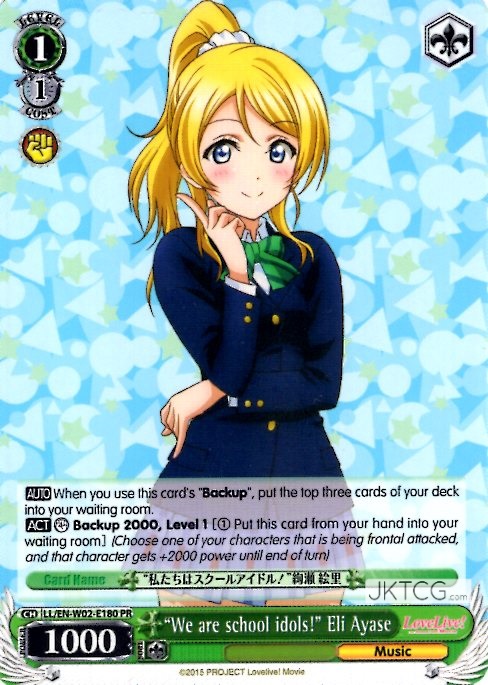 LEVEL
1
1
COST
AUTO When you use this card's "Backup", put the top three cards of your deck
into your waiting room.
ACT Backup 2000, Level 1 [① Put this card from your hand into your
waiting room] (Choose one of your characters that is being frontal attacked,
and that character gets +2000 power until end of turn)
Card Name
“私たちはスクールアイドル！”絢瀬 絵里
JKTCG.com
CH LL/EN-W02-E180 PR
“We are school idols!” Eli Ayase
LoveLive!
POWER
1000
Music
©2015 PROJECT Lovelive! Movie